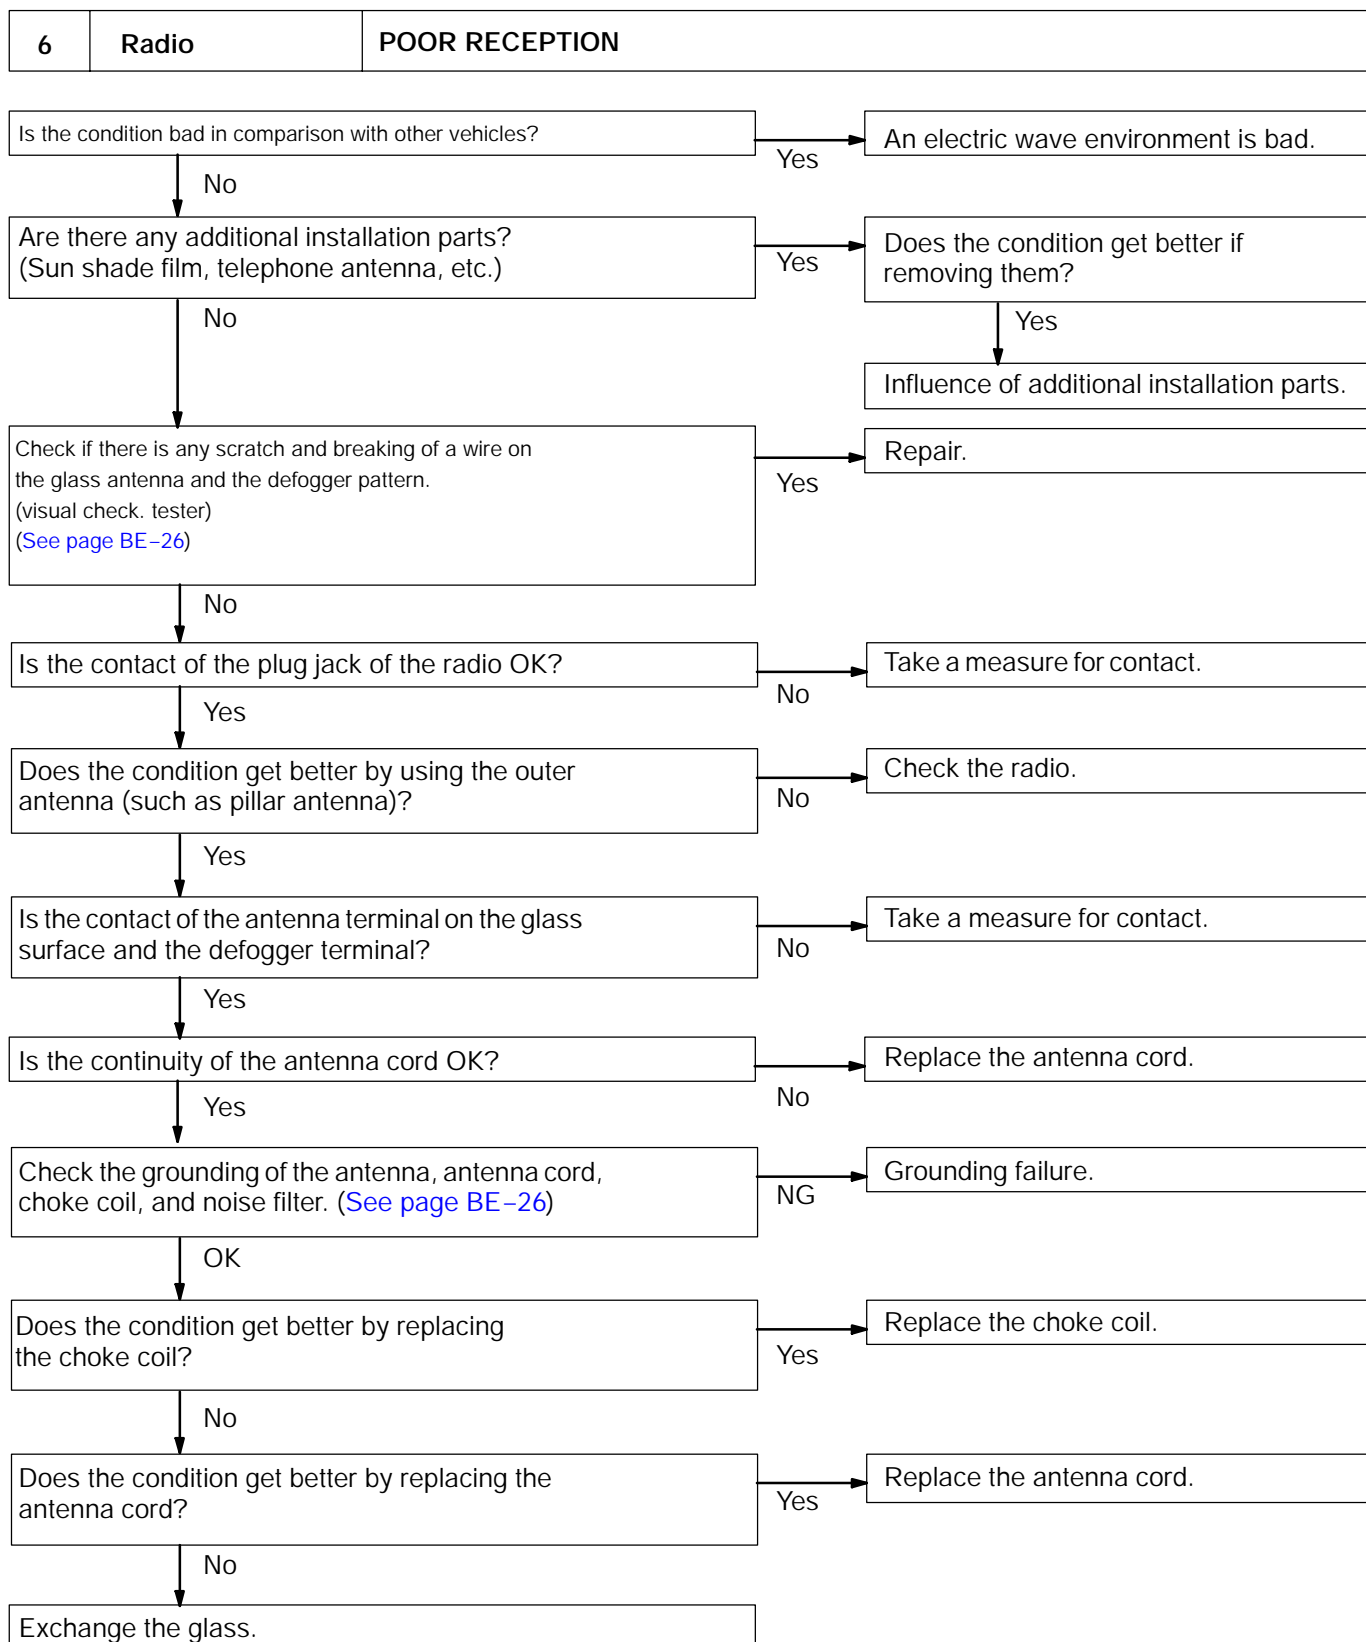 6 Radio POOR RECEPTION
Is the condition bad in comparison with other vehicles?
Yes
An electric wave environment is bad.
No
Are there any additional installation parts?
(Sun shade film, telephone antenna, etc.)
Yes
Does the condition get better if
removing them?
Yes
Influence of additional installation parts.
No
Check if there is any scratch and breaking of a wire on
the glass antenna and the defogger pattern.
(visual check. tester)
(See page BE–26)
Yes
Repair.
No
Is the contact of the plug jack of the radio OK?
No
Take a measure for contact.
Yes
Does the condition get better by using the outer
antenna (such as pillar antenna)?
No
Check the radio.
Yes
Is the contact of the antenna terminal on the glass
surface and the defogger terminal?
No
Take a measure for contact.
Yes
Is the continuity of the antenna cord OK?
No
Replace the antenna cord.
Yes
Check the grounding of the antenna, antenna cord,
choke coil, and noise filter. (See page BE–26)
NG
Grounding failure.
OK
Does the condition get better by replacing
the choke coil?
Yes
Replace the choke coil.
No
Does the condition get better by replacing the
antenna cord?
Yes
Replace the antenna cord.
No
Exchange the glass.